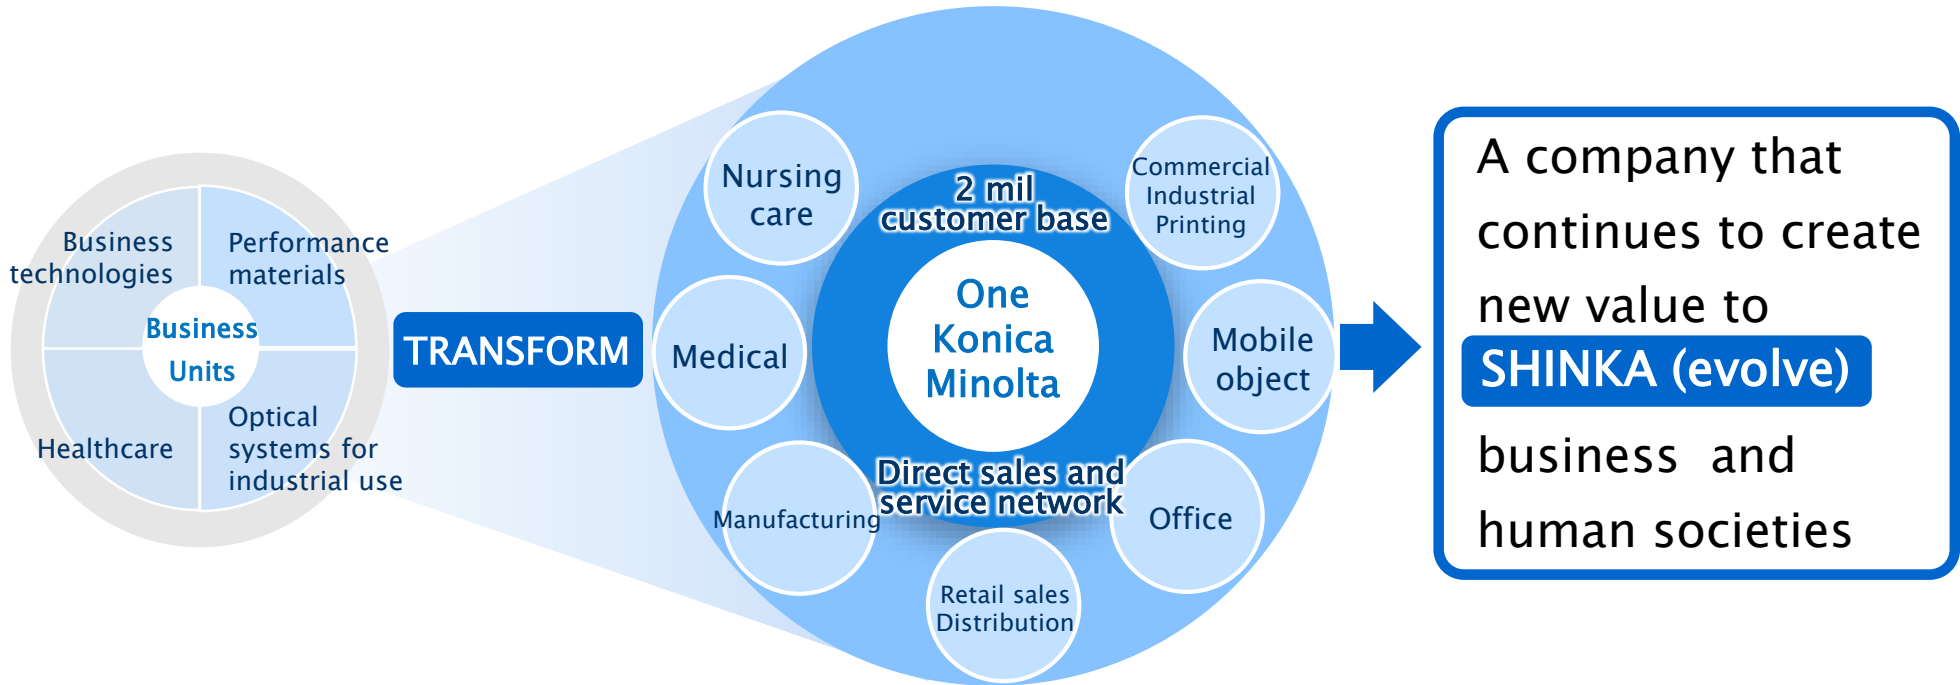 Business
technologies
Performance
materials
Business
Units
Healthcare
Optical
systems for
industrial use
TRANSFORM
Nursing
care
Medical
Manufacturing
Retail sales
Distribution
Office
Mobile
object
Commercial
Industrial
Printing
2 mil
customer base
One
Konica
Minolta
Direct sales and
service network
A company that
continues to create
new value to
SHINKA (evolve)
business and
human societies